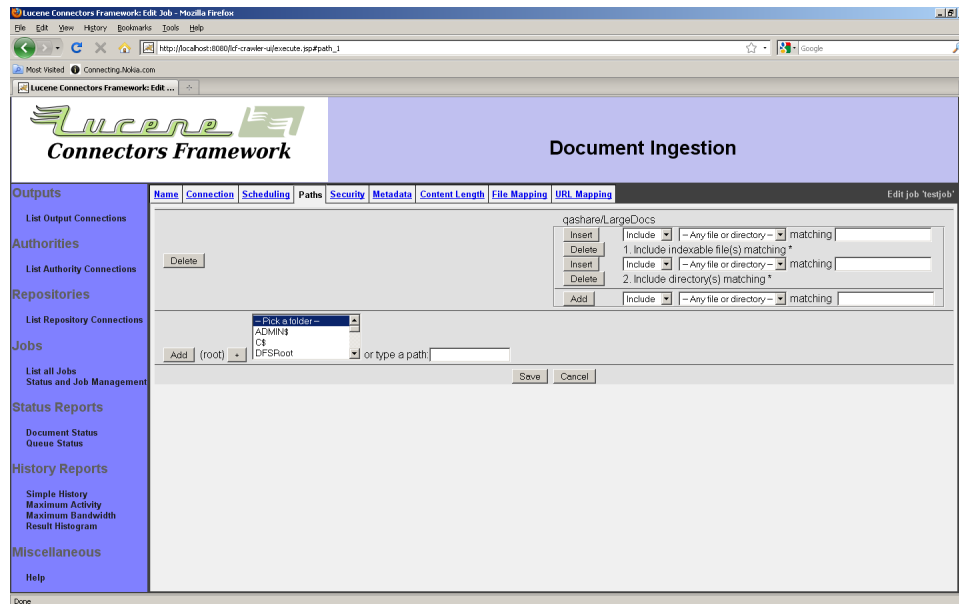 Lucene Connectors Framework: Edit Job - Mozilla Firefox
File Edit View History Bookmarks Tools Help
http://localhost:8080/lcf-crawler-ui/execute.jsp#path_1
Google
Most Visited Connecting.Nokia.com
Lucene Connectors Framework: Edit ...
Lucene
Connectors Framework
Document Ingestion
Outputs
List Output Connections
Authorities
List Authority Connections
Repositories
List Repository Connections
Jobs
List all Jobs
Status and Job Management
Status Reports
Document Status
Queue Status
History Reports
Simple History
Maximum Activity
Maximum Bandwidth
Result Histogram
Miscellaneous
Help
Name Connection Scheduling Paths Security Metadata Content Length File Mapping URL Mapping Edit job 'testjob'
Delete
qashare/LargeDocs
Insert Include -- Any file or directory -- matching
Delete 1. Include indexable file(s) matching *
Insert Include -- Any file or directory -- matching
Delete 2. Include directory(s) matching *
Add Include -- Any file or directory -- matching
-- Pick a folder --
ADMIN$
C$
DFSRoot
Add (root) + or type a path:
Save Cancel
Done